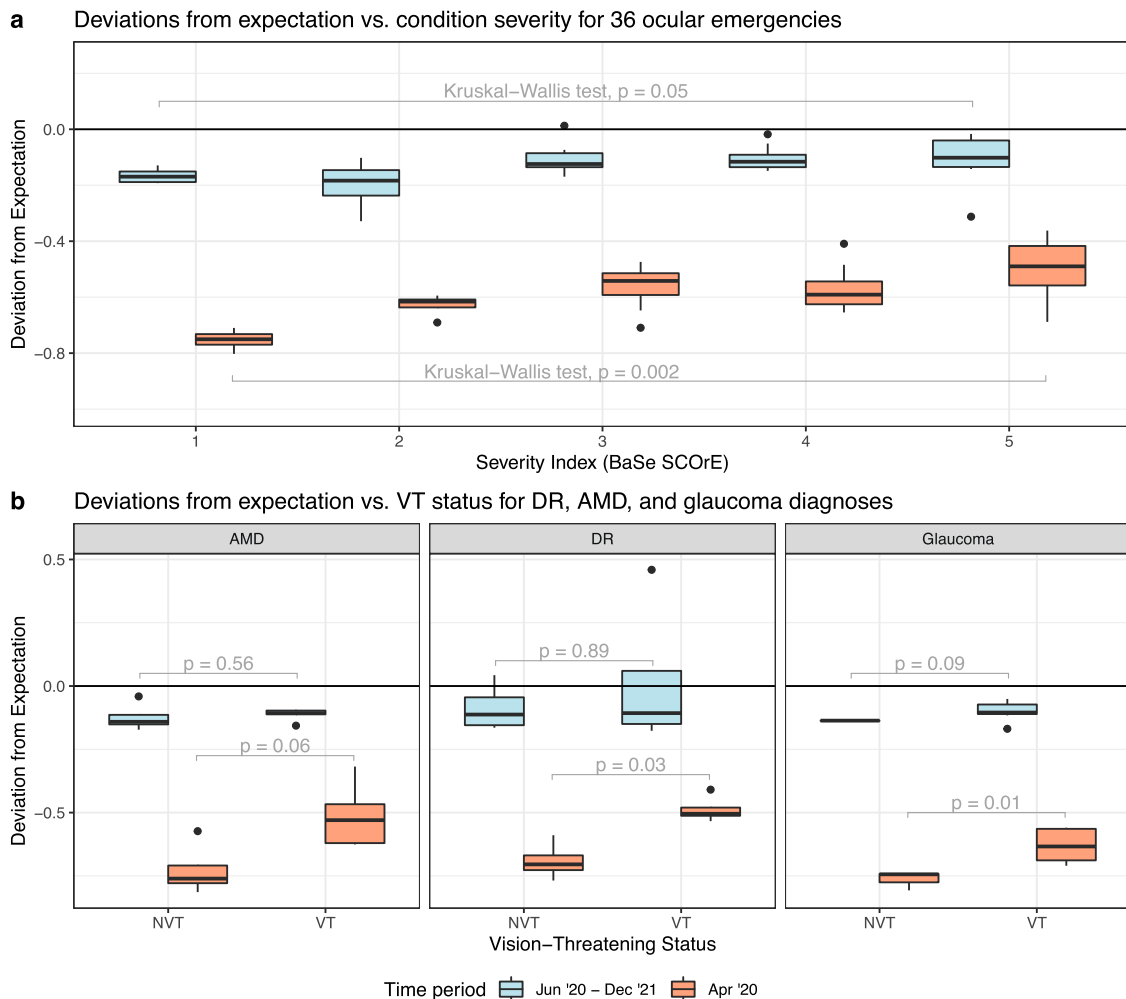 a Deviations from expectation vs. condition severity for 36 ocular emergencies
Deviation from Expectation
0.0
−0.4
−0.8
Kruskal−Wallis test, p = 0.05
Kruskal−Wallis test, p = 0.002
1 2 3 4 5
Severity Index (BaSe SCOrE)
b Deviations from expectation vs. VT status for DR, AMD, and glaucoma diagnoses
AMD DR Glaucoma
Deviation from Expectation
0.5
0.0
−0.5
p = 0.56
p = 0.06
p = 0.89
p = 0.03
p = 0.09
p = 0.01
NVT VT NVT VT NVT VT
Vision−Threatening Status
Time period Jun '20 − Dec '21 Apr '20